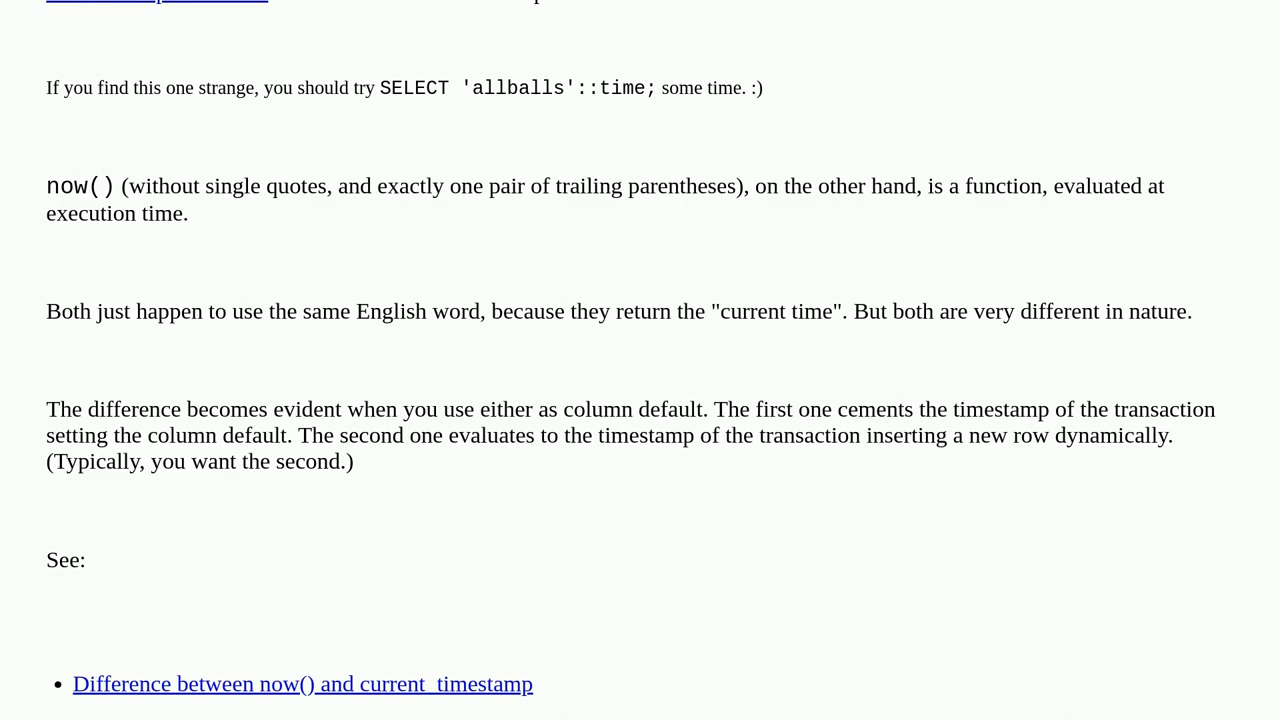 If you find this one strange, you should try SELECT 'allballs'::time; some time. :)
now() (without single quotes, and exactly one pair of trailing parentheses), on the other hand, is a function, evaluated at
execution time.
Both just happen to use the same English word, because they return the "current time". But both are very different in nature.
The difference becomes evident when you use either as column default. The first one cements the timestamp of the transaction
setting the column default. The second one evaluates to the timestamp of the transaction inserting a new row dynamically.
(Typically, you want the second.)
See:
• Difference between now() and current_timestamp